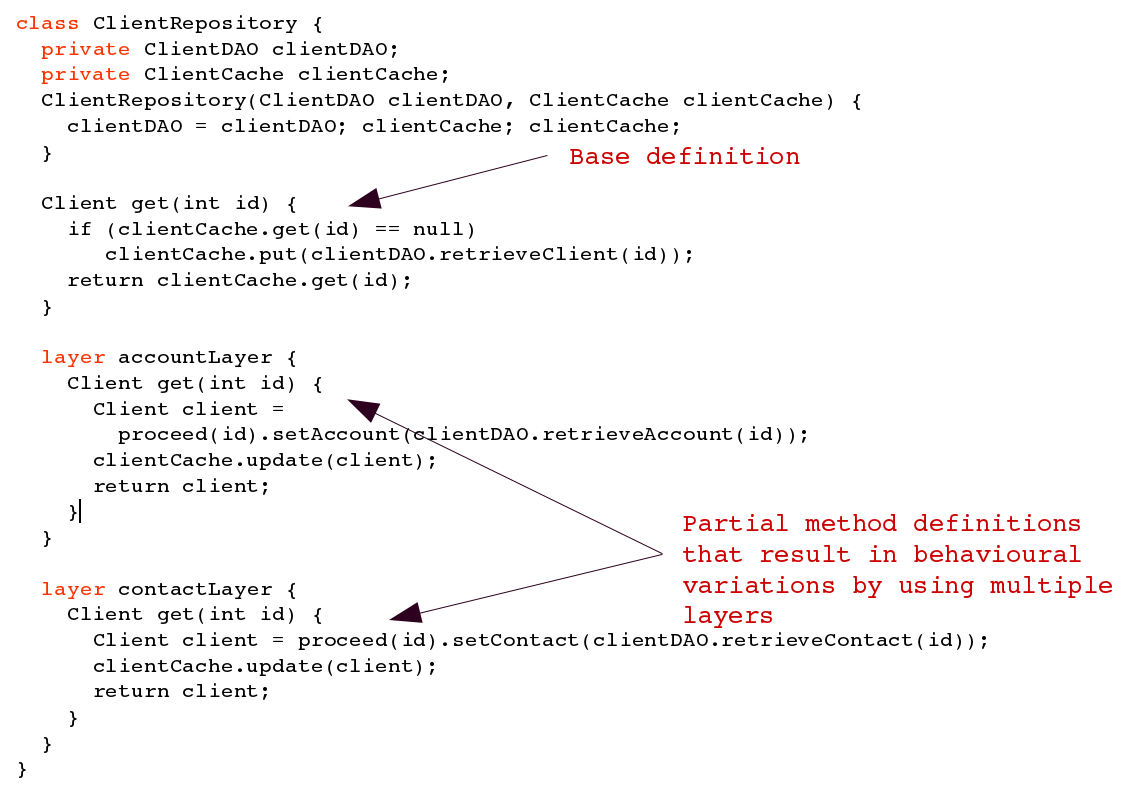 class ClientRepository {
private ClientDAO clientDAO;
private ClientCache clientCache;
ClientRepository(ClientDAO clientDAO, ClientCache clientCache) {
clientDAO = clientDAO; clientCache; clientCache;
}
Base definition
Client get(int id) {
if (clientCache.get(id) == null)
clientCache.put(clientDAO.retrieveClient(id));
return clientCache.get(id);
}
layer accountLayer {
Client get(int id) {
Client client =
proceed(id).setAccount(clientDAO.retrieveAccount(id));
clientCache.update(client);
return client;
}
}
Partial method definitions
that result in behavioural
variations by using multiple
layers
layer contactLayer {
Client get(int id) {
Client client = proceed(id).setContact(clientDAO.retrieveContact(id));
clientCache.update(client);
return client;
}
}
}